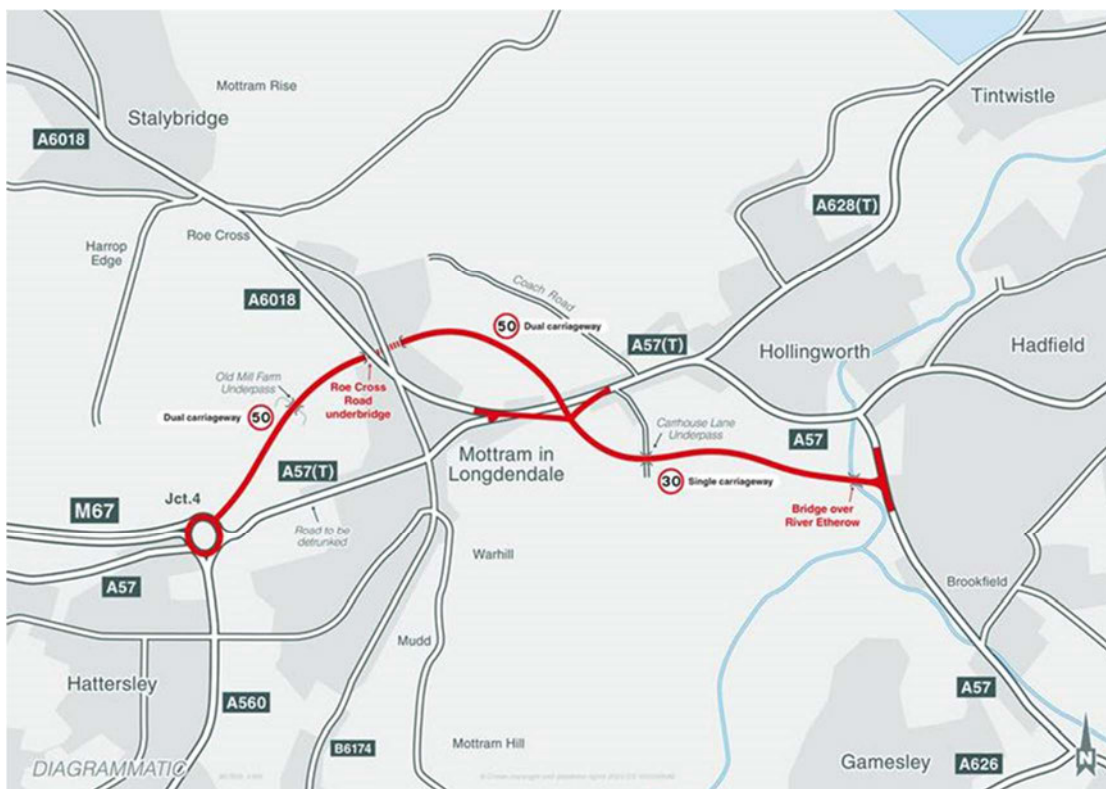 Mottram Rise
Stalybridge
Tintwistle
A6018
A628(T)
Roe Cross
Harrop
Edge
A6018
Coach Road
50 Dual carriageway
A57(T)
Hollingworth
Hadfield
Old Mill Farm
Underpass
Roe Cross
Road
underbridge
Dual carriageway 50
Carrhouse Lane
Underpass
A57
Mottram in
Longdendale
A57(T)
30 Single carriageway
Jct.4
M67
Road to be
detrunked
Bridge over
River Etherow
Warhill
A57
Brookfield
Mudd
Hattersley
A560
A57
B6174
Mottram Hill
Gamesley
A626
N
DIAGRAMMATIC